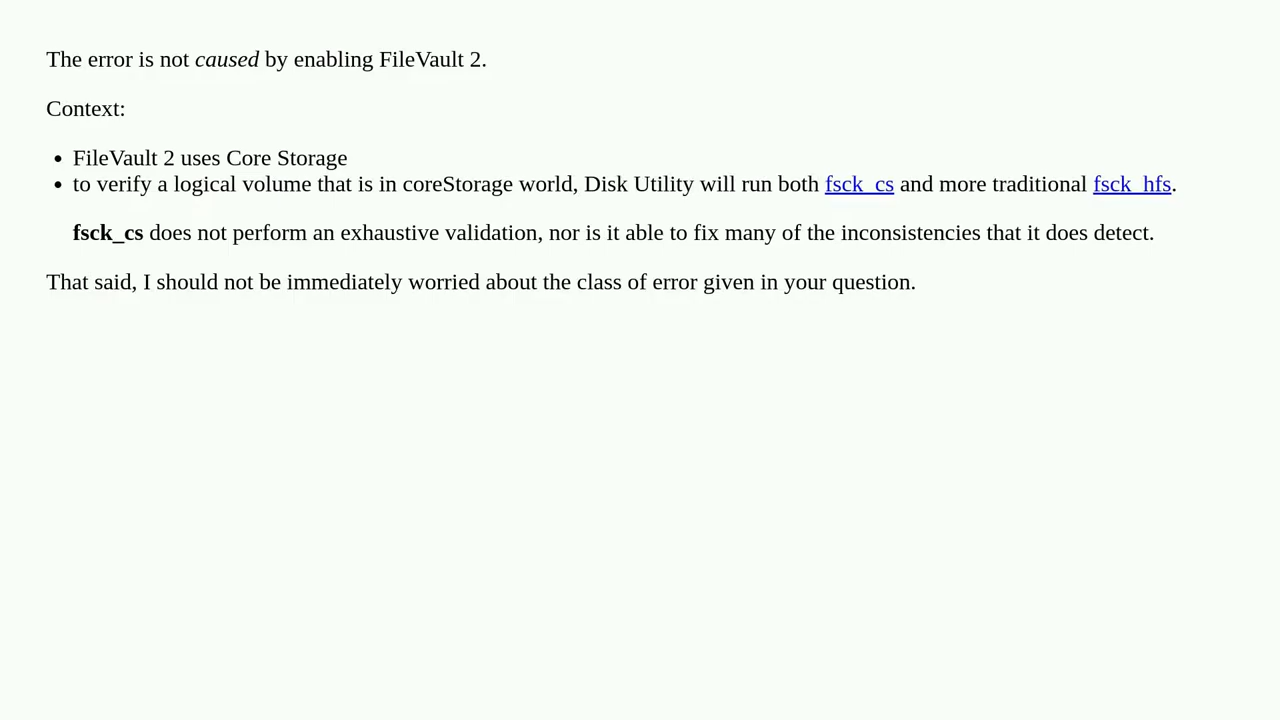 The error is not caused by enabling FileVault 2.
Context:
• FileVault 2 uses Core Storage
• to verify a logical volume that is in coreStorage world, Disk Utility will run both fsck_cs and more traditional fsck_hfs.
fsck_cs does not perform an exhaustive validation, nor is it able to fix many of the inconsistencies that it does detect.
That said, I should not be immediately worried about the class of error given in your question.